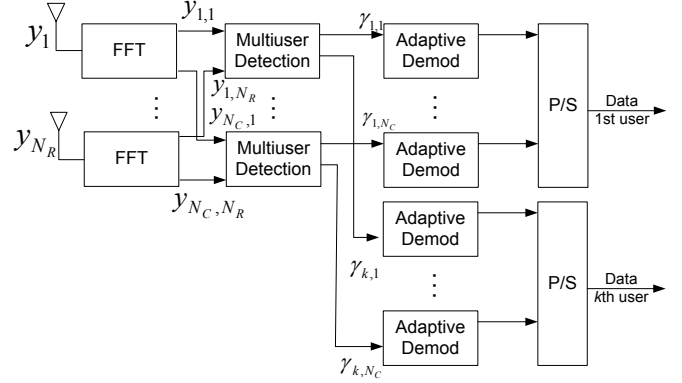 y_1
FFT
y_{1,1}
Multiuser
Detection
γ_{1,1}
Adaptive
Demod
P/S
Data
1st user
⋮
y_{1,N_R}
⋮
y_{N_C,1}
γ_{1,N_C}
⋮
y_{N_R}
FFT
Multiuser
Detection
Adaptive
Demod
y_{N_C,N_R}
Adaptive
Demod
γ_{k,1}
⋮
P/S
Data
kth user
Adaptive
Demod
γ_{k,N_C}